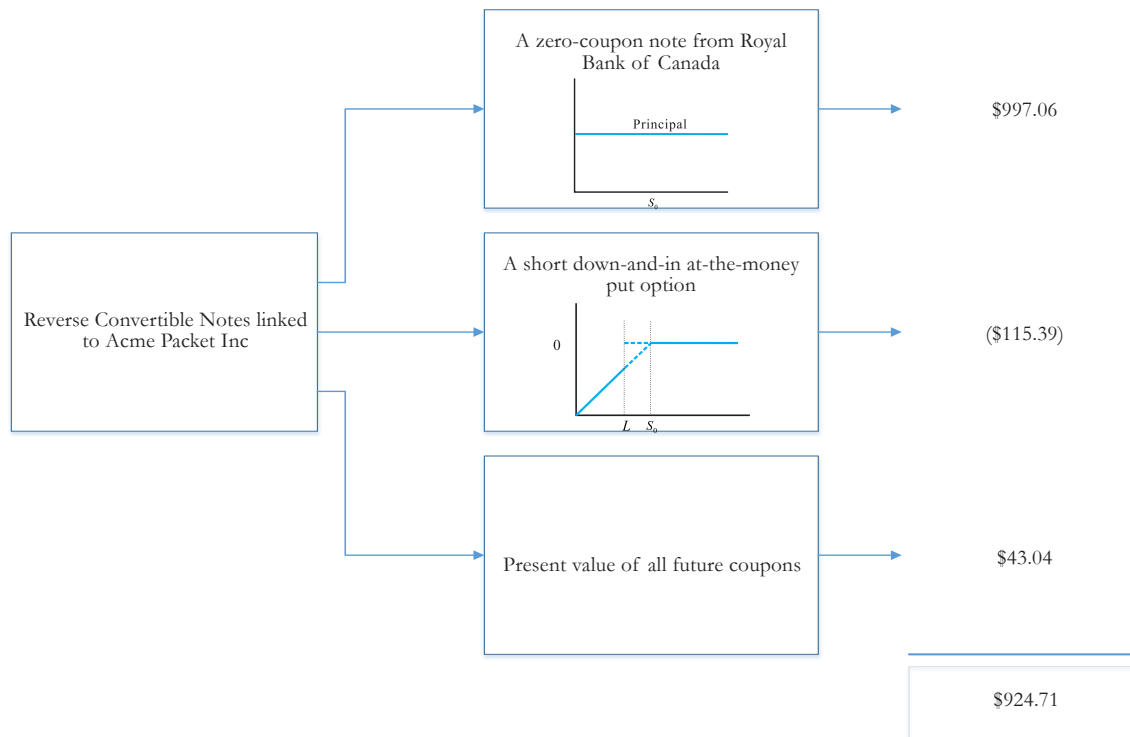 A zero-coupon note from Royal
Bank of Canada
Principal
S₀
$997.06
Reverse Convertible Notes linked
to Acme Packet Inc
A short down-and-in at-the-money
put option
0
L S₀
($115.39)
Present value of all future coupons
$43.04
$924.71